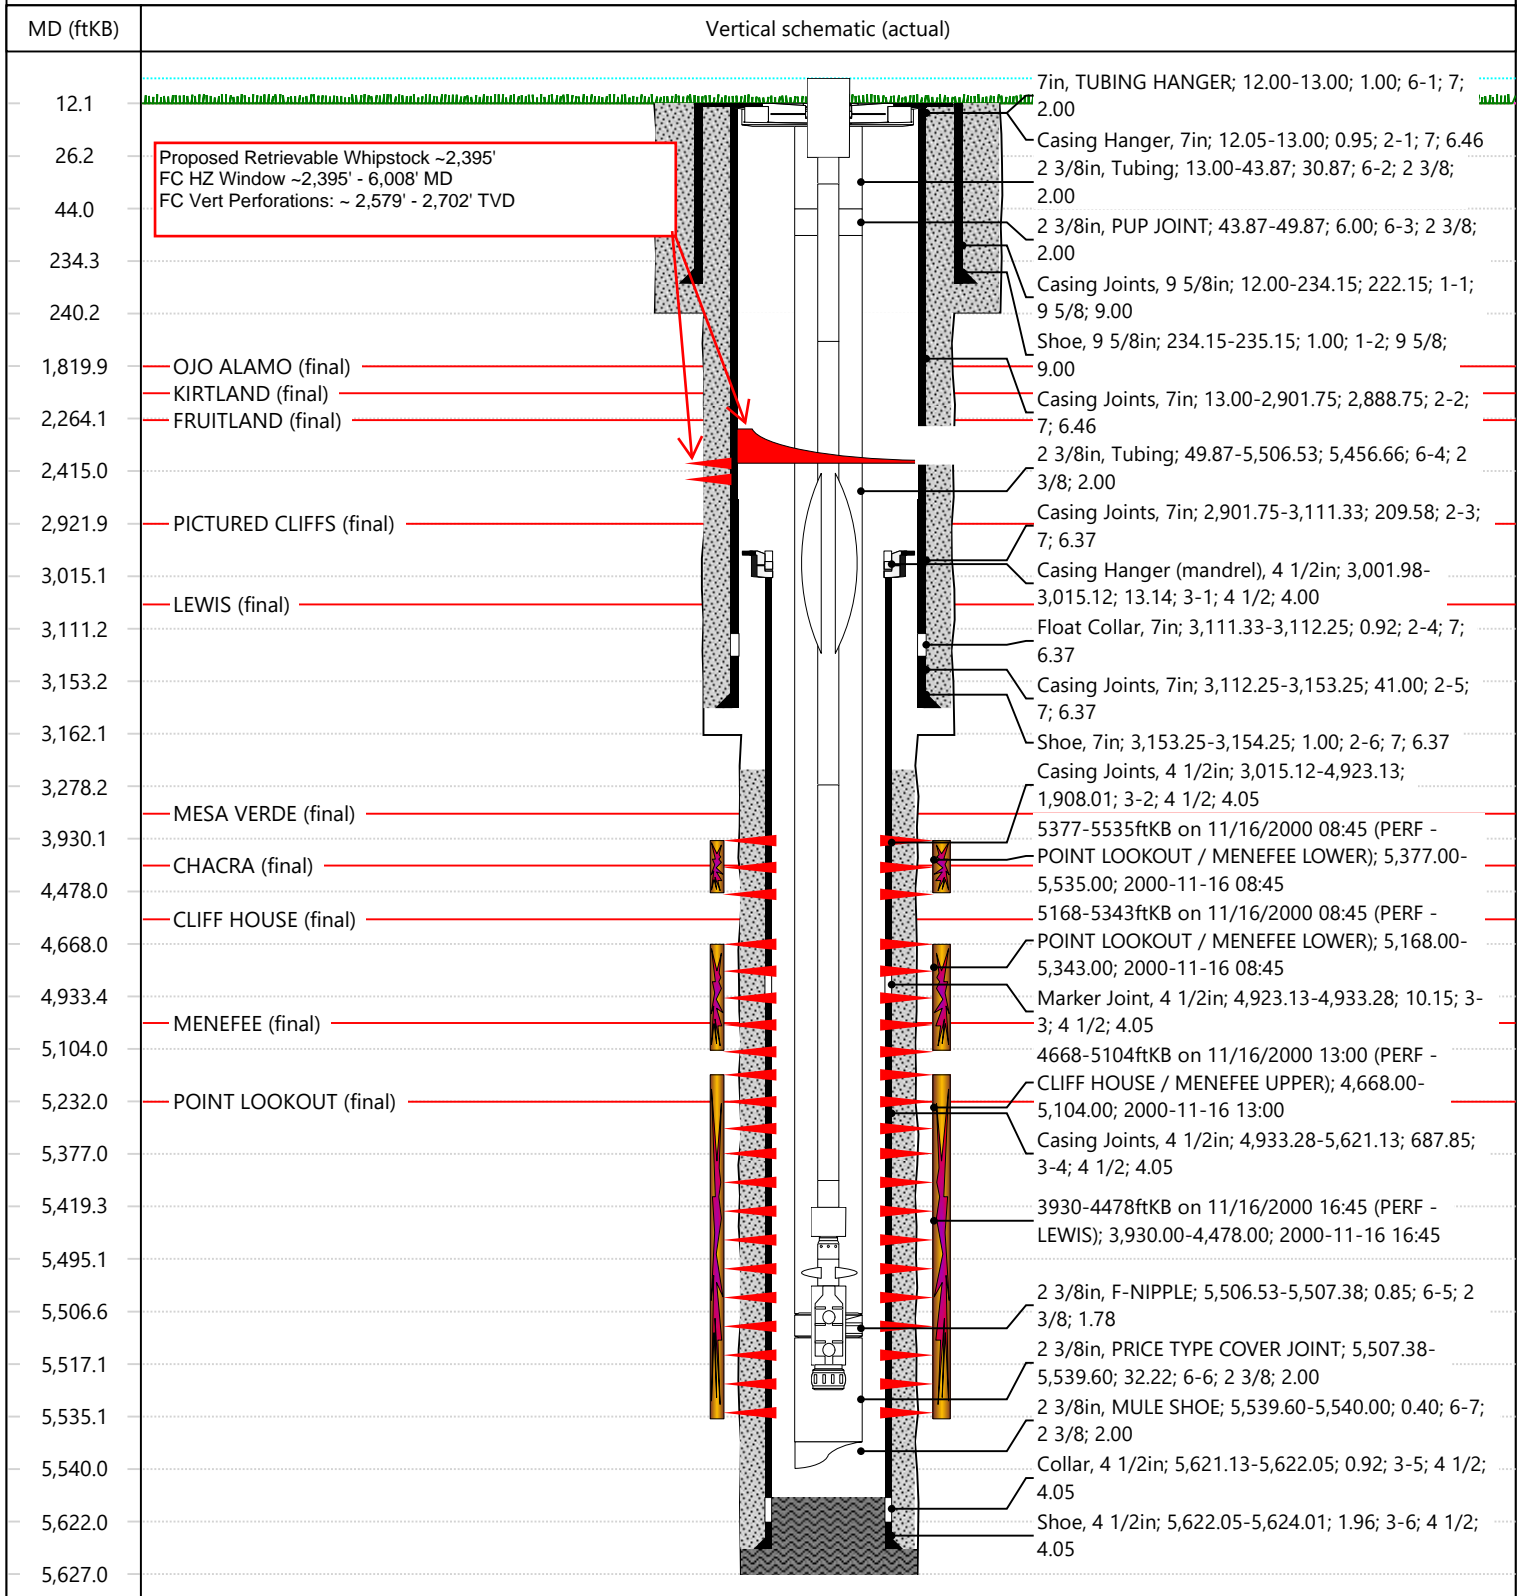 MD (ftKB)
Vertical schematic (actual)
12.1
26.2
44.0
234.3
240.2
1,819.9
2,264.1
2,415.0
2,921.9
3,015.1
3,111.2
3,153.2
3,162.1
3,278.2
3,930.1
4,478.0
4,668.0
4,933.4
5,104.0
5,232.0
5,377.0
5,419.3
5,495.1
5,506.6
5,517.1
5,535.1
5,540.0
5,622.0
5,627.0
Proposed Retrievable Whipstock ~2,395'
FC HZ Window ~2,395' - 6,008' MD
FC Vert Perforations: ~ 2,579' - 2,702' TVD
OJO ALAMO (final)
KIRTLAND (final)
FRUITLAND (final)
PICTURED CLIFFS (final)
LEWIS (final)
MESA VERDE (final)
CHACRA (final)
CLIFF HOUSE (final)
MENEFEE (final)
POINT LOOKOUT (final)
7in, TUBING HANGER; 12.00-13.00; 1.00; 6-1; 7;
2.00
Casing Hanger, 7in; 12.05-13.00; 0.95; 2-1; 7; 6.46
2 3/8in, Tubing; 13.00-43.87; 30.87; 6-2; 2 3/8;
2.00
2 3/8in, PUP JOINT; 43.87-49.87; 6.00; 6-3; 2 3/8;
2.00
Casing Joints, 9 5/8in; 12.00-234.15; 222.15; 1-1;
9 5/8; 9.00
Shoe, 9 5/8in; 234.15-235.15; 1.00; 1-2; 9 5/8;
9.00
Casing Joints, 7in; 13.00-2,901.75; 2,888.75; 2-2;
7; 6.46
2 3/8in, Tubing; 49.87-5,506.53; 5,456.66; 6-4; 2
3/8; 2.00
Casing Joints, 7in; 2,901.75-3,111.33; 209.58; 2-3;
7; 6.37
Casing Hanger (mandrel), 4 1/2in; 3,001.98-
3,015.12; 13.14; 3-1; 4 1/2; 4.00
Float Collar, 7in; 3,111.33-3,112.25; 0.92; 2-4; 7;
6.37
Casing Joints, 7in; 3,112.25-3,153.25; 41.00; 2-5;
7; 6.37
Shoe, 7in; 3,153.25-3,154.25; 1.00; 2-6; 7; 6.37
Casing Joints, 4 1/2in; 3,015.12-4,923.13;
1,908.01; 3-2; 4 1/2; 4.05
5377-5535ftKB on 11/16/2000 08:45 (PERF -
POINT LOOKOUT / MENEFEE LOWER); 5,377.00-
5,535.00; 2000-11-16 08:45
5168-5343ftKB on 11/16/2000 08:45 (PERF -
POINT LOOKOUT / MENEFEE LOWER); 5,168.00-
5,343.00; 2000-11-16 08:45
Marker Joint, 4 1/2in; 4,923.13-4,933.28; 10.15; 3-
3; 4 1/2; 4.05
4668-5104ftKB on 11/16/2000 13:00 (PERF -
CLIFF HOUSE / MENEFEE UPPER); 4,668.00-
5,104.00; 2000-11-16 13:00
Casing Joints, 4 1/2in; 4,933.28-5,621.13; 687.85;
3-4; 4 1/2; 4.05
3930-4478ftKB on 11/16/2000 16:45 (PERF -
LEWIS); 3,930.00-4,478.00; 2000-11-16 16:45
2 3/8in, F-NIPPLE; 5,506.53-5,507.38; 0.85; 6-5; 2
3/8; 1.78
2 3/8in, PRICE TYPE COVER JOINT; 5,507.38-
5,539.60; 32.22; 6-6; 2 3/8; 2.00
2 3/8in, MULE SHOE; 5,539.60-5,540.00; 0.40; 6-7;
2 3/8; 2.00
Collar, 4 1/2in; 5,621.13-5,622.05; 0.92; 3-5; 4 1/2;
4.05
Shoe, 4 1/2in; 5,622.05-5,624.01; 1.96; 3-6; 4 1/2;
4.05